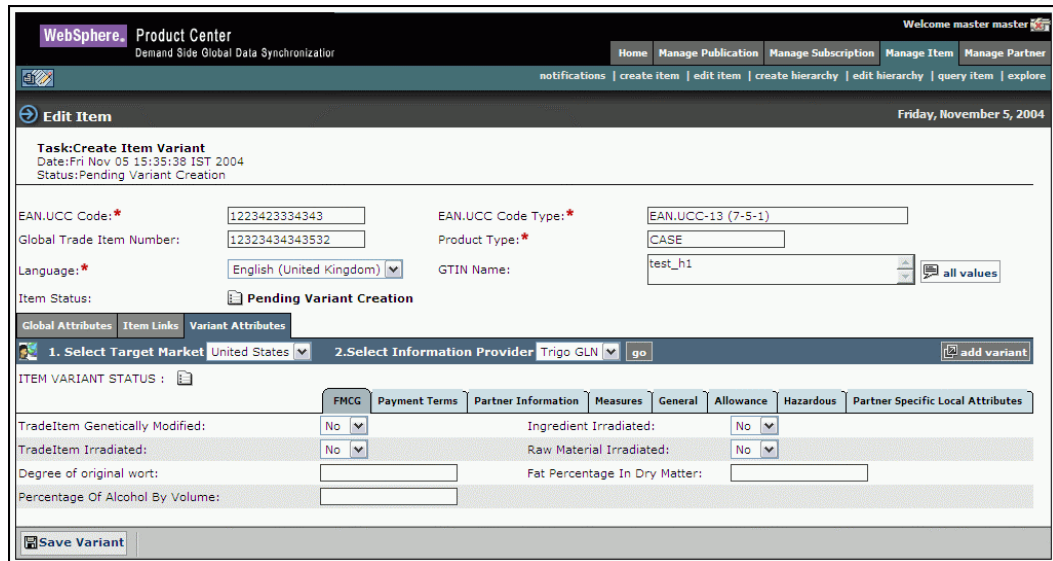 Welcome master master
WebSphere. Product Center
Demand Side Global Data Synchronization
Home Manage Publication Manage Subscription Manage Item Manage Partner
notifications | create item | edit item | create hierarchy | edit hierarchy | query item | explore
Edit Item Friday, November 5, 2004
Task:Create Item Variant
Date:Fri Nov 05 15:35:38 IST 2004
Status:Pending Variant Creation
EAN.UCC Code:* 1223423334343 EAN.UCC Code Type:* EAN.UCC-13 (7-5-1)
Global Trade Item Number: 12323434343532 Product Type:* CASE
Language:* English (United Kingdom) GTIN Name: test_h1 all values
Item Status: Pending Variant Creation
Global Attributes Item Links Variant Attributes
1. Select Target Market United States 2.Select Information Provider Trigo GLN go add variant
ITEM VARIANT STATUS :
FMCG Payment Terms Partner Information Measures General Allowance Hazardous Partner Specific Local Attributes
TradeItem Genetically Modified: No Ingredient Irradiated: No
TradeItem Irradiated: No Raw Material Irradiated: No
Degree of original wort: Fat Percentage In Dry Matter:
Percentage Of Alcohol By Volume:
Save Variant